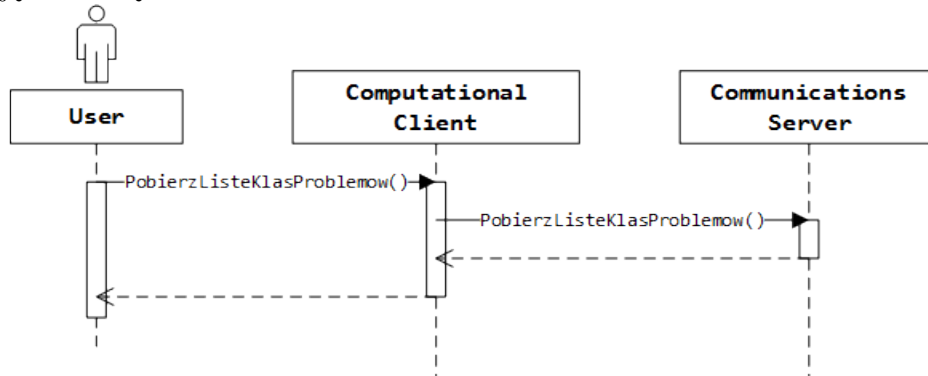 User
Computational
Client
Communications
Server
PobierzListeKlasProblemow()
PobierzListeKlasProblemow()